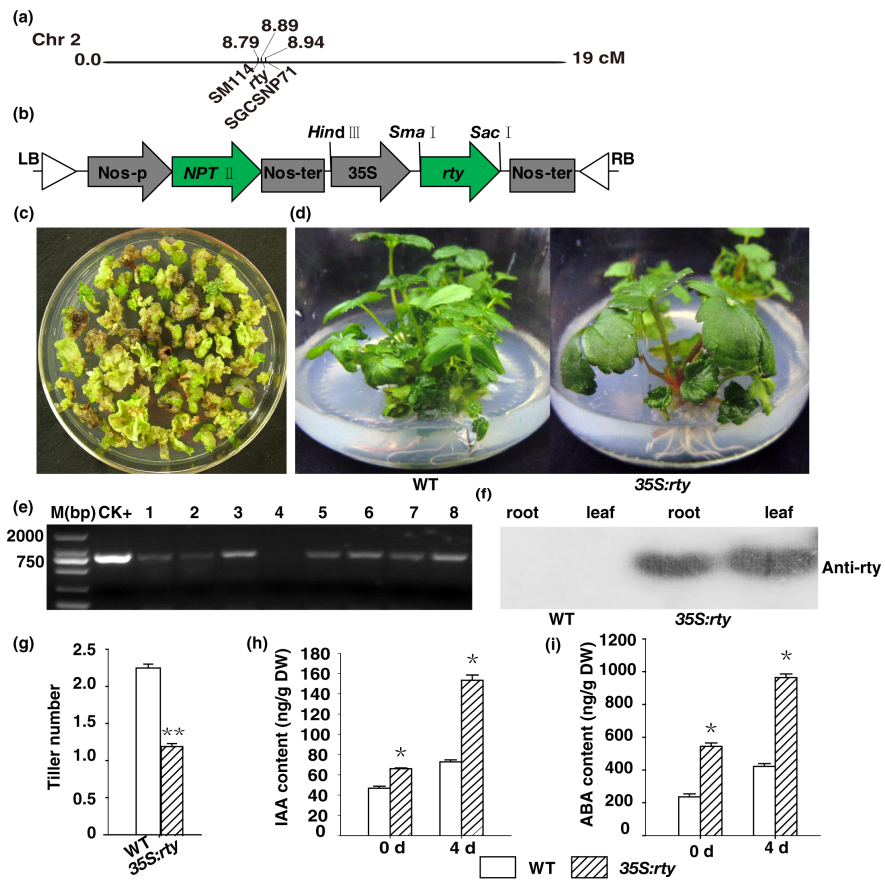 (a)
8.89
8.79 8.94
Chr 2
0.0 19 cM
SM114 rty SGCSNP71
(b)
Hind III Sma I Sac I
LB RB
Nos-p NPT II Nos-ter 35S rty Nos-ter
(c) (d)
WT 35S:rty
(e) (f)
M(bp) CK+ 1 2 3 4 5 6 7 8
2000
750
root leaf root leaf
Anti-rty
WT 35S:rty
(g)
Tiller number
2.5
2.0
1.5
1.0
0.5
0
**
WT 35S:rty
(h)
IAA content (ng/g DW)
180
160
140
120
100
80
60
40
20
0
* *
0 d 4 d
(i)
ABA content (ng/g DW)
1200
1000
800
600
400
200
0
* *
0 d 4 d
WT 35S:rty